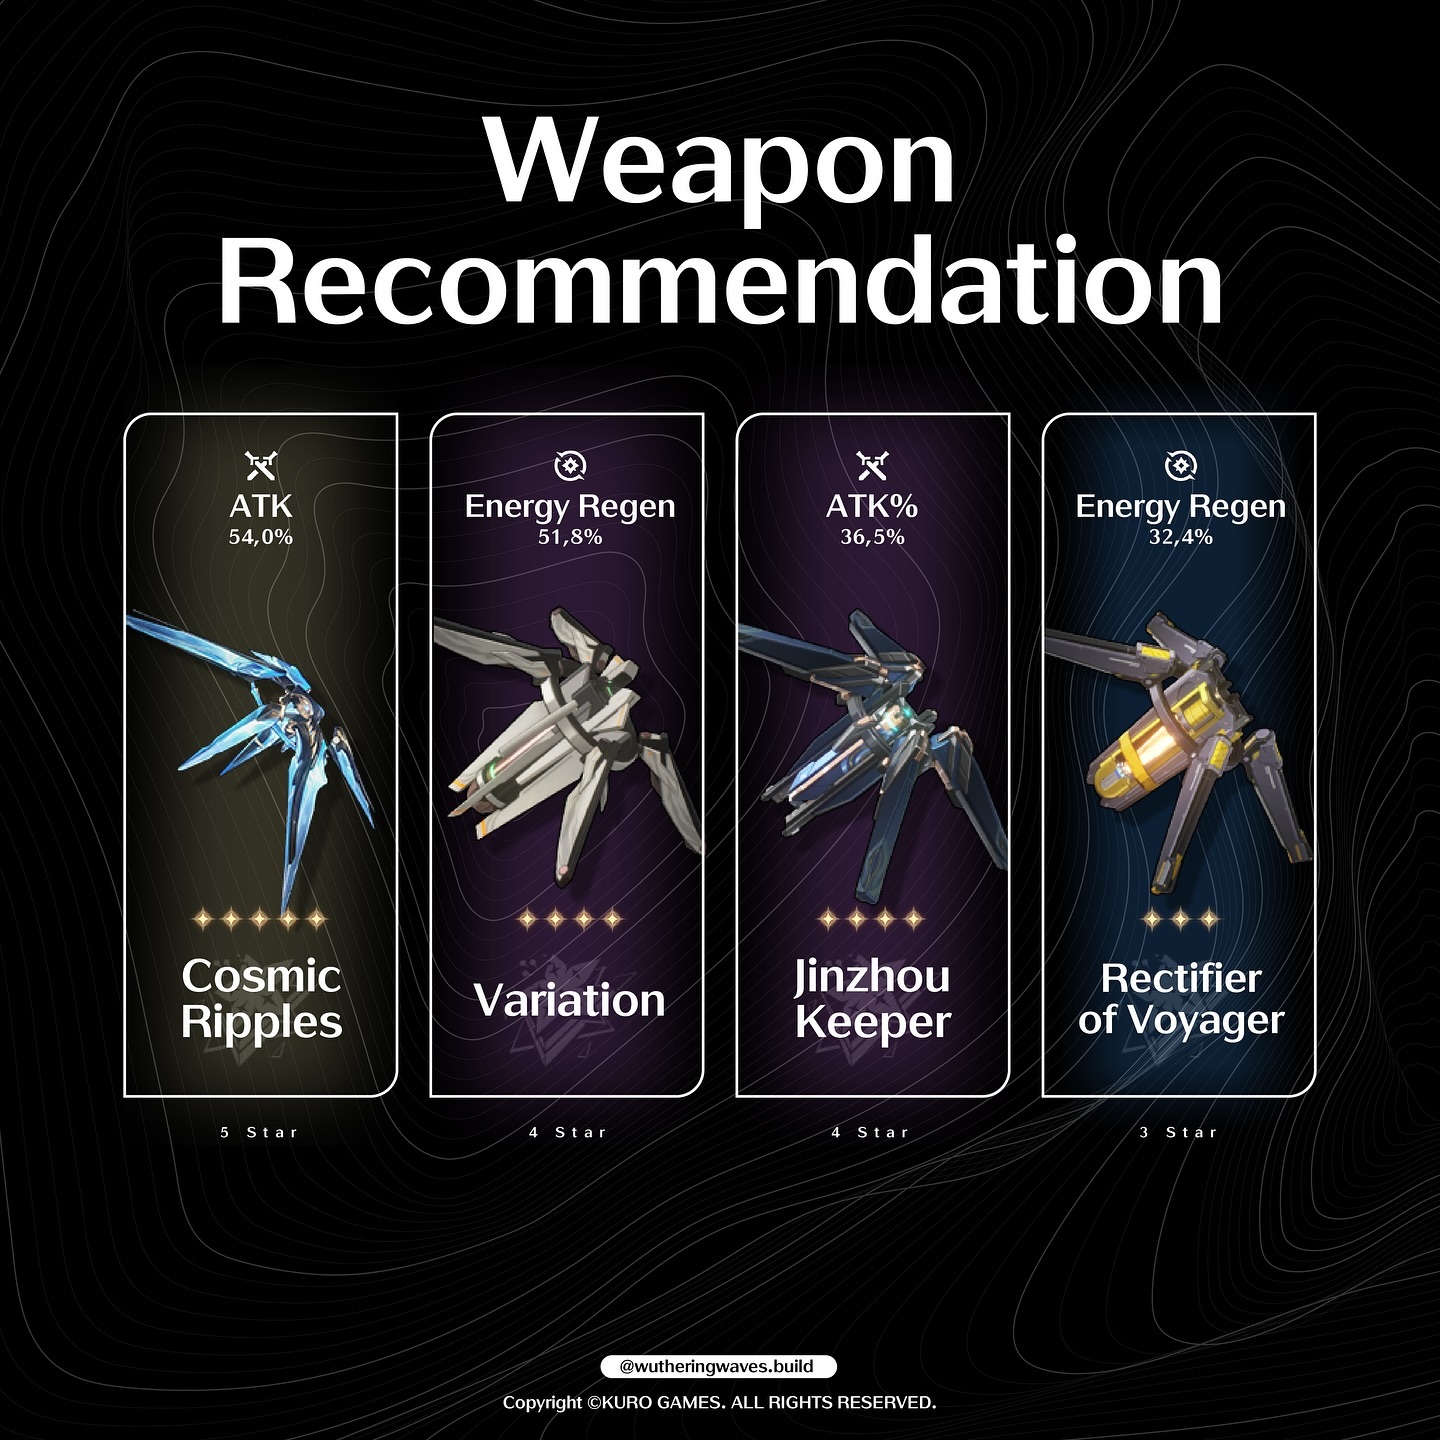 Weapon
Recommendation
ATK
54,0%
Cosmic
Ripples
5 Star
Energy Regen
51,8%
Variation
4 Star
ATK%
36,5%
Jinzhou
Keeper
4 Star
Energy Regen
32,4%
Rectifier
of Voyager
3 Star
@wutheringwaves.build
Copyright ©KURO GAMES. ALL RIGHTS RESERVED.